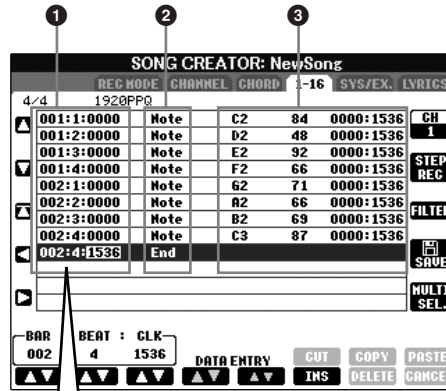 1 2 3
SONG CREATOR: NewSong
REC MODE CHANNEL CHORD 1-16 SYS/EX. LYRICS
4/4 1920PPQ
001:1:0000 Note C2 84 0000:1536
001:2:0000 Note D2 48 0000:1536
001:3:0000 Note E2 92 0000:1536
001:4:0000 Note F2 66 0000:1536
002:1:0000 Note G2 71 0000:1536
002:2:0000 Note A2 66 0000:1536
002:3:0000 Note B2 69 0000:1536
002:4:0000 Note C3 87 0000:1536
002:4:1536 End
CH
1
STEP
REC
FILTER
SAVE
MULTI
SEL.
BAR BEAT : CLK
002 4 1536 DATA ENTRY CUT COPY PASTE
INS DELETE CANCEL